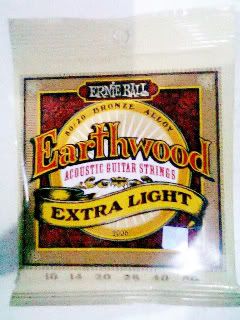 ERNIE BALL
80/20 BRONZE ALLOY
Earthwood
ACOUSTIC GUITAR STRINGS
EXTRA LIGHT
10 14 20 28 40 50